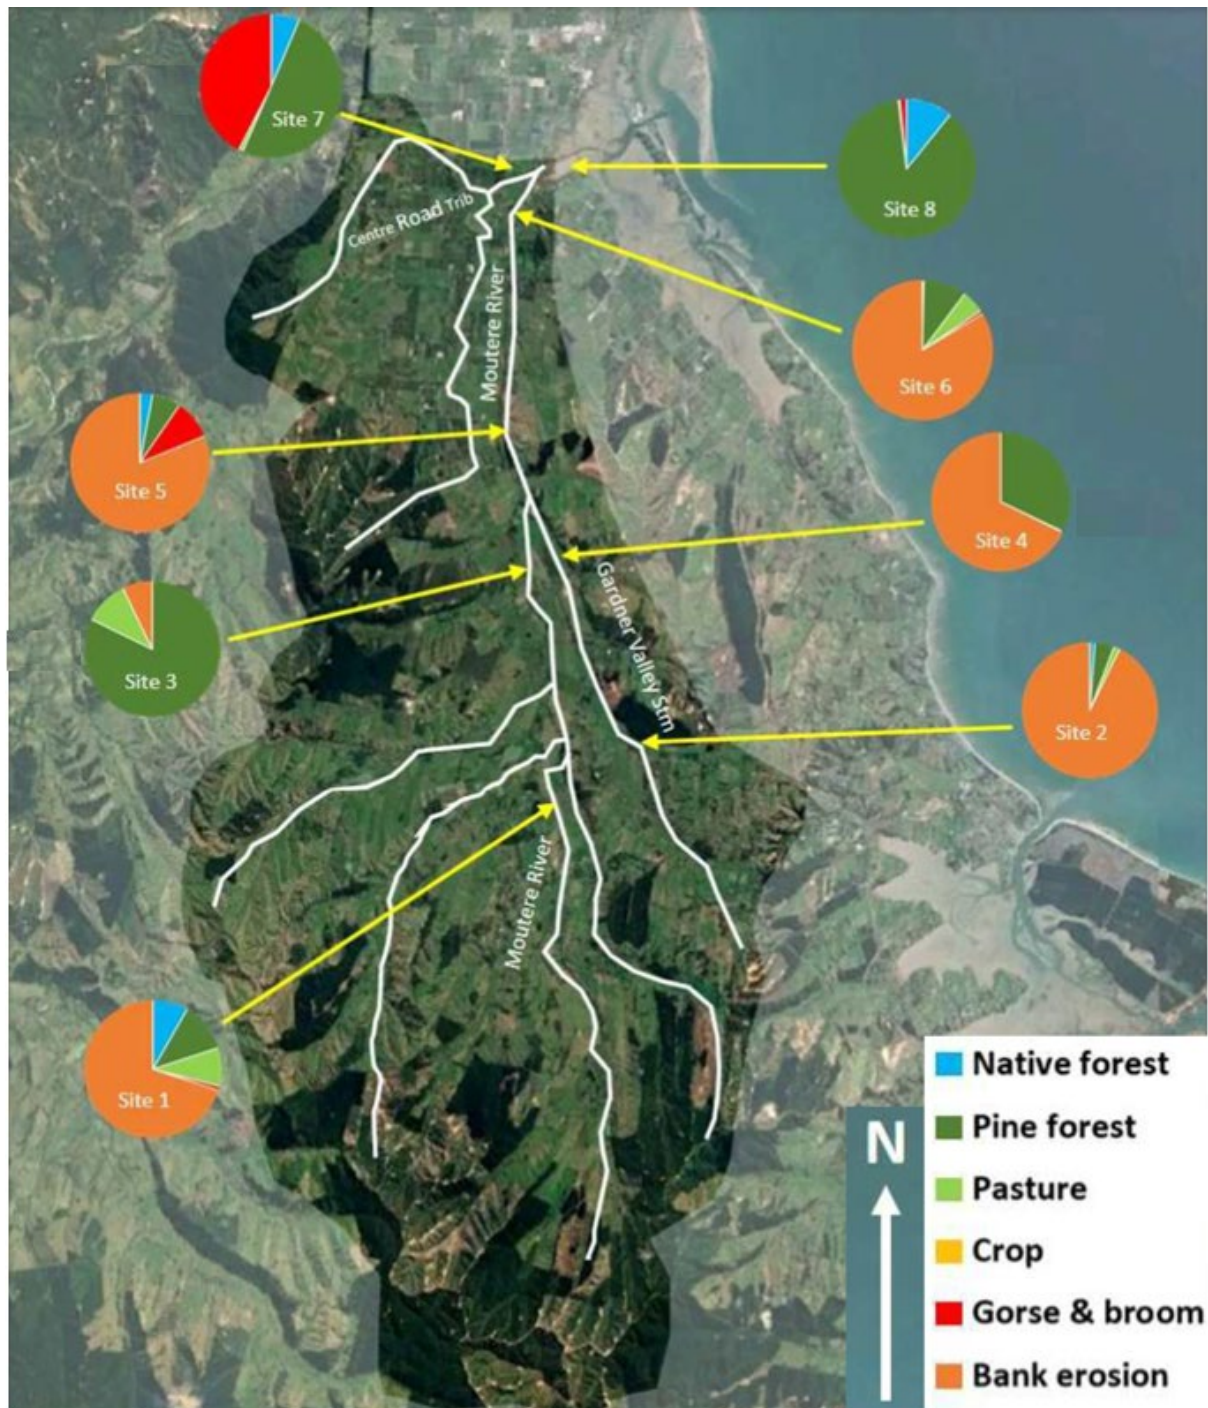 Site 7
Site 8
Centre Road Trib
Moutere River
Site 6
Site 5
Site 4
Gardner Valley Stm
Site 3
Site 2
Moutere River
Site 1
N
Native forest
Pine forest
Pasture
Crop
Gorse & broom
Bank erosion